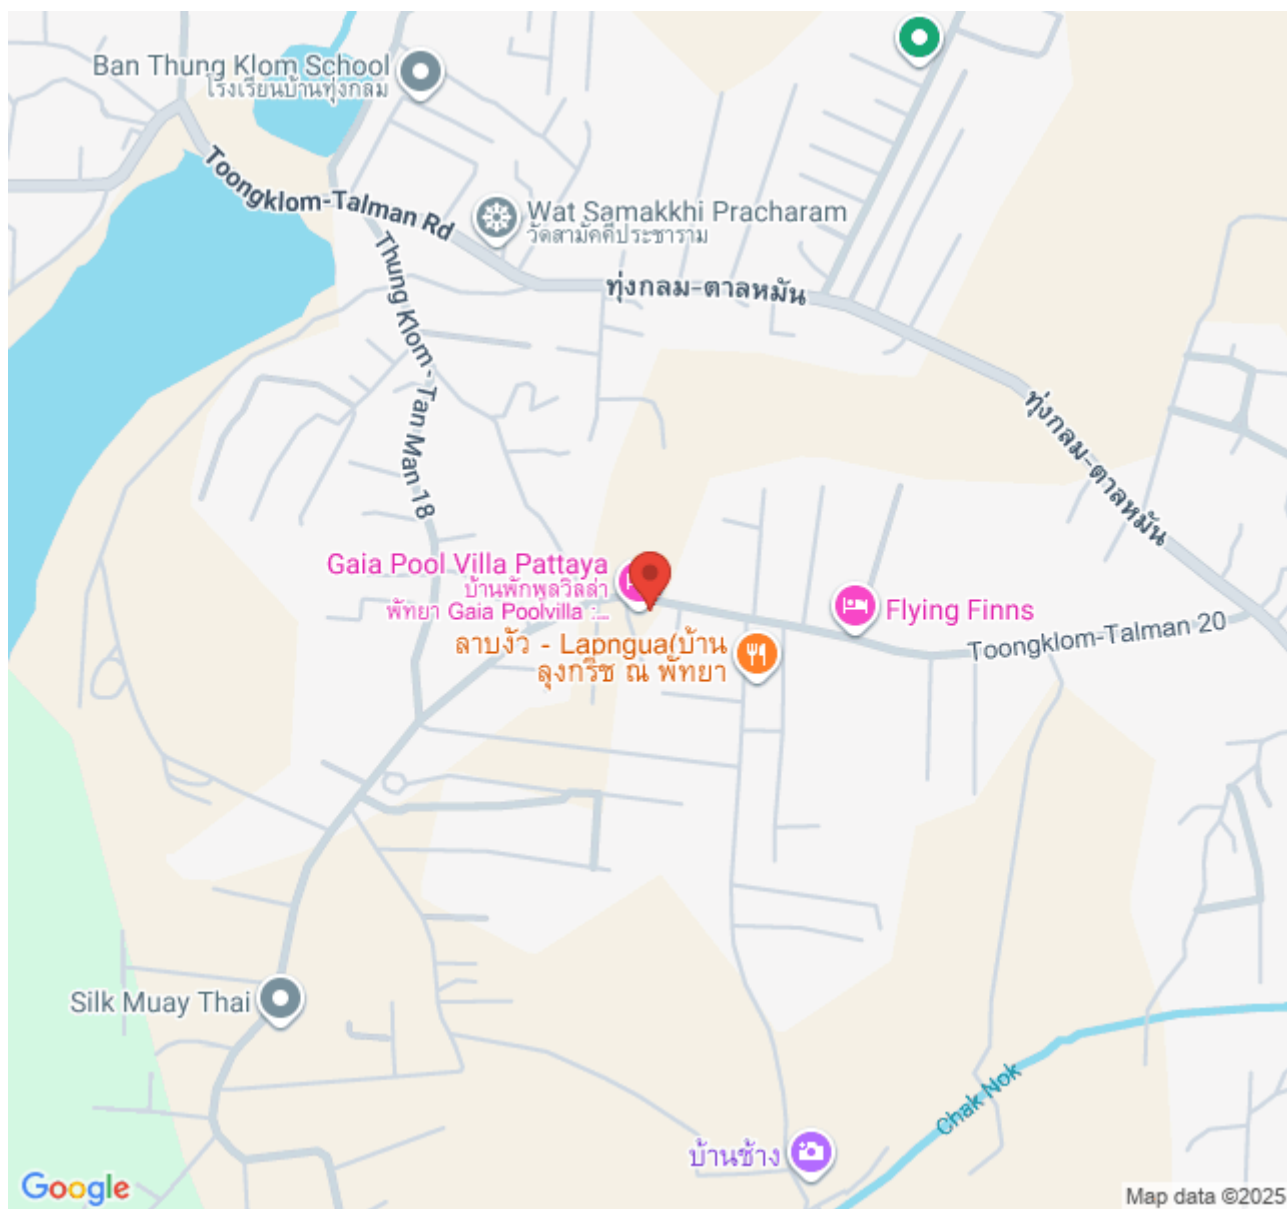 Ban Thung Klom School
โรงเรียนบ้านทุ่งกลม
Toongklom-Talman Rd
Wat Samakkhi Pracharam
วัดสามัคคีประชาราม
Thung Klom - Tan Man 18
ทุ่งกลม-ตาลหมัน
ทุ่งกลม-ตาลหมัน
Gaia Pool Villa Pattaya
บ้านพักพูลวิลล่า
พัทยา Gaia Poolvilla :...
Flying Finns
Toongklom-Talman 20
ลาบงัว - Lapngua(บ้าน
ลุงกริช ณ พัทยา
Silk Muay Thai
Chak Nok
บ้านช้าง
Google
Map data ©2025